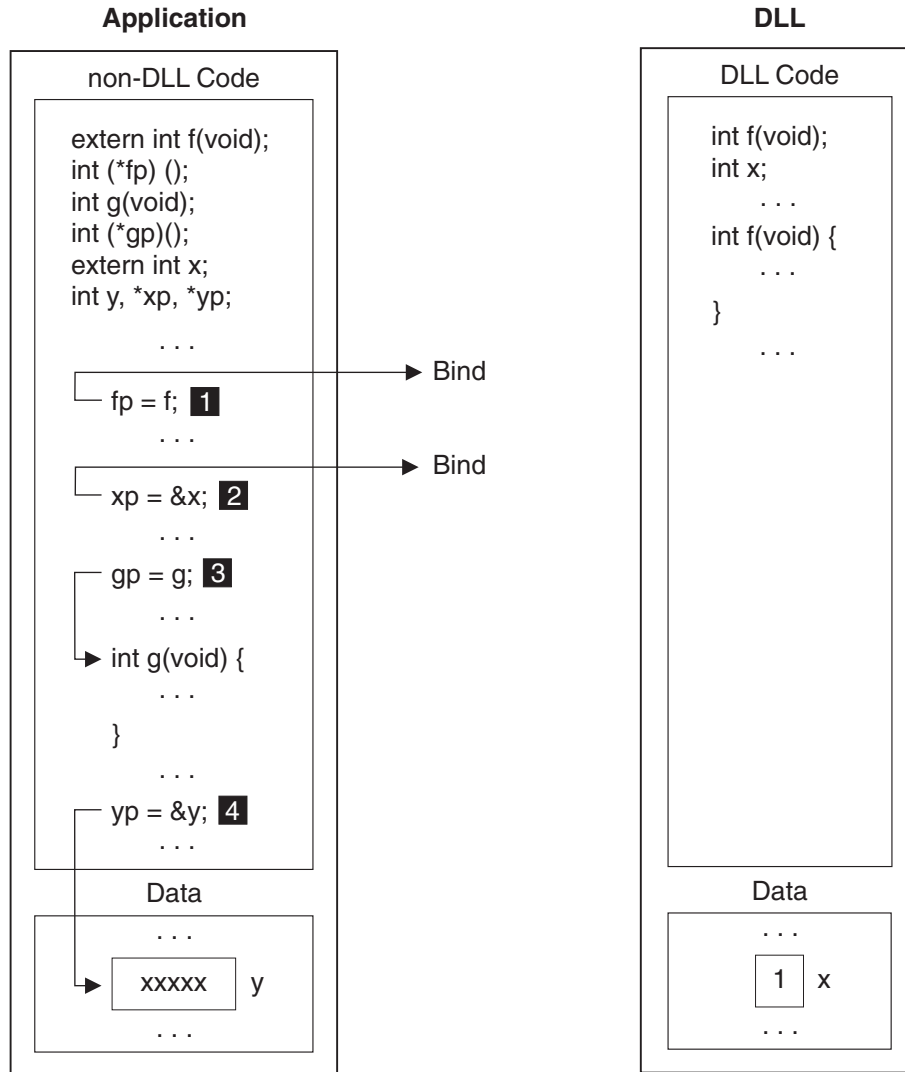 Application
non-DLL Code
extern int f(void);
int (*fp) ();
int g(void);
int (*gp)();
extern int x;
int y, *xp, *yp;
. . .
Bind
fp = f; 1
. . .
Bind
xp = &x; 2
. . .
gp = g; 3
. . .
int g(void) {
. . .
}
. . .
yp = &y; 4
. . .
Data
. . .
xxxxx y
. . .
DLL
DLL Code
int f(void);
int x;
. . .
int f(void) {
. . .
}
. . .
Data
. . .
1 x
. . .